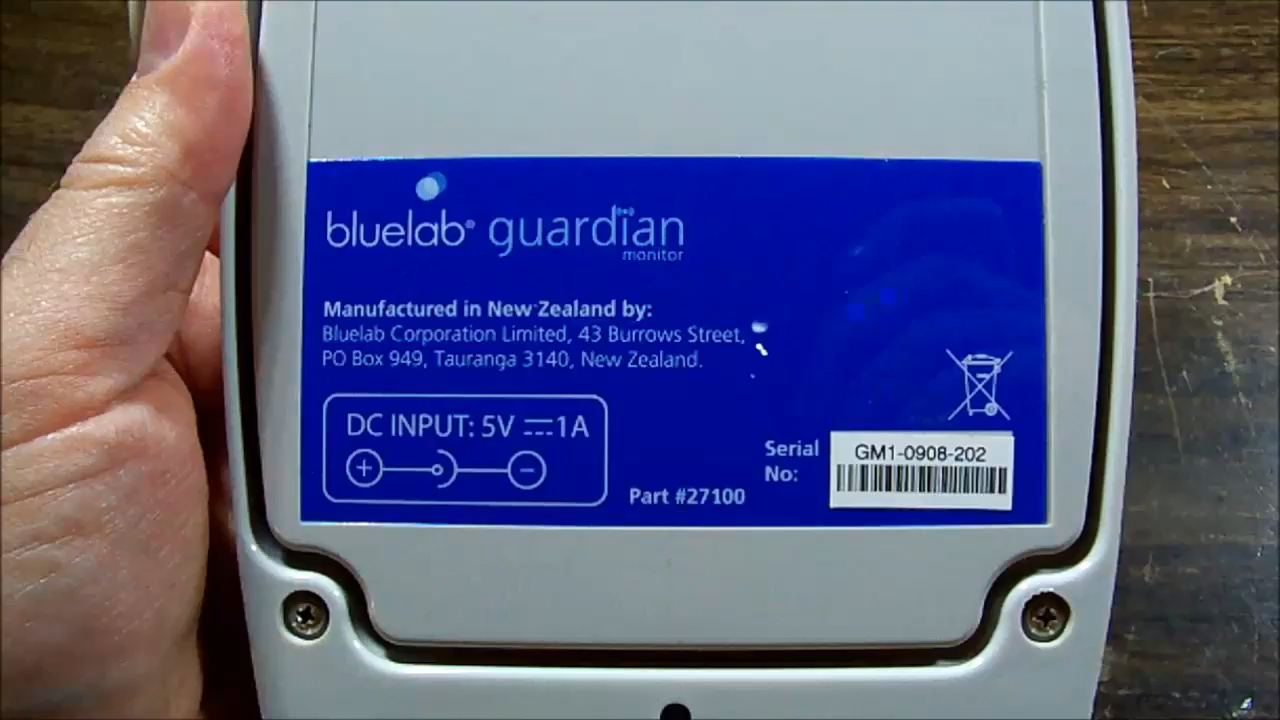 bluelab® guardian
monitor
Manufactured in New Zealand by:
Bluelab Corporation Limited, 43 Burrows Street,
PO Box 949, Tauranga 3140, New Zealand.
DC INPUT: 5V ⎓ 1A
+ −
Part #27100
Serial
No:
GM1-0908-202